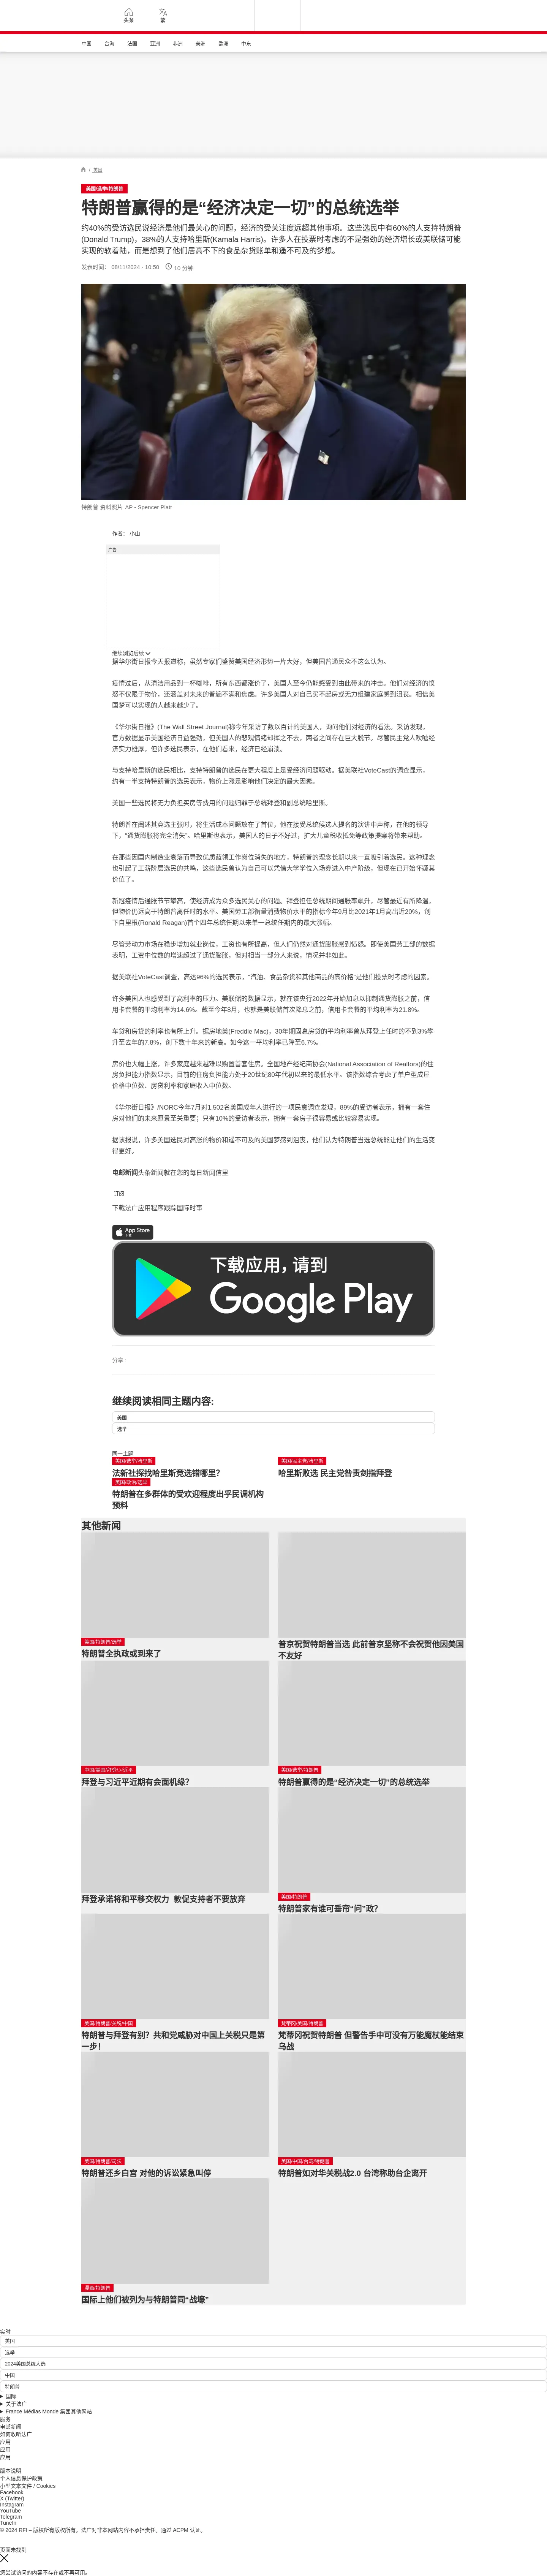 头条
繁
中国
台海
法国
亚洲
非洲
美洲
欧洲
中东
/ 美国
美国/选举/特朗普
特朗普赢得的是“经济决定一切”的总统选举
约40%的受访选民说经济是他们最关心的问题，经济的受关注度远超其他事项。这些选民中有60%的人支持特朗普
(Donald Trump)，38%的人支持哈里斯(Kamala Harris)。许多人在投票时考虑的不是强劲的经济增长或美联储可能
实现的软着陆，而是想到了他们居高不下的食品杂货账单和遥不可及的梦想。
发表时间： 08/11/2024 - 10:50 10 分钟
特朗普 资料照片 AP - Spencer Platt
作者： 小山
广告
继续浏览后续
据华尔街日报今天报道称，虽然专家们盛赞美国经济形势一片大好，但美国普通民众不这么认为。
疫情过后，从清洁用品到一杯咖啡，所有东西都涨价了，美国人至今仍能感受到由此带来的冲击。他们对经济的愤
怒不仅限于物价，还涵盖对未来的普遍不满和焦虑。许多美国人对自己买不起房或无力组建家庭感到沮丧。相信美
国梦可以实现的人越来越少了。
《华尔街日报》(The Wall Street Journal)称今年采访了数以百计的美国人，询问他们对经济的看法。采访发现，
官方数据显示美国经济日益强劲，但美国人的悲观情绪却挥之不去，两者之间存在巨大脱节。尽管民主党人吹嘘经
济实力雄厚，但许多选民表示，在他们看来，经济已经崩溃。
与支持哈里斯的选民相比，支持特朗普的选民在更大程度上是受经济问题驱动。据美联社VoteCast的调查显示，
约有一半支持特朗普的选民表示，物价上涨是影响他们决定的最大因素。
美国一些选民将无力负担买房等费用的问题归罪于总统拜登和副总统哈里斯。
特朗普在阐述其竞选主张时，将生活成本问题放在了首位，他在接受总统候选人提名的演讲中声称，在他的领导
下，“通货膨胀将完全消失”。哈里斯也表示，美国人的日子不好过，扩大儿童税收抵免等政策提案将带来帮助。
在那些因国内制造业衰落而导致优质蓝领工作岗位消失的地方，特朗普的理念长期以来一直吸引着选民。这种理念
也引起了工薪阶层选民的共鸣，这些选民曾认为自己可以凭借大学学位入场券进入中产阶级，但现在已开始怀疑其
价值了。
新冠疫情后通胀节节攀高，使经济成为众多选民关心的问题。拜登担任总统期间通胀率飙升，尽管最近有所降温，
但物价仍远高于特朗普离任时的水平。美国劳工部衡量消费物价水平的指标今年9月比2021年1月高出近20%，创
下自里根(Ronald Reagan)首个四年总统任期以来单一总统任期内的最大涨幅。
尽管劳动力市场在稳步增加就业岗位，工资也有所提高，但人们仍然对通货膨胀感到愤怒。即使美国劳工部的数据
表明，工资中位数的增速超过了通货膨胀，但对相当一部分人来说，情况并非如此。
据美联社VoteCast调查，高达96%的选民表示，“汽油、食品杂货和其他商品的高价格”是他们投票时考虑的因素。
许多美国人也感受到了高利率的压力。美联储的数据显示，就在该央行2022年开始加息以抑制通货膨胀之前，信
用卡套餐的平均利率为14.6%。截至今年8月，也就是美联储首次降息之前，信用卡套餐的平均利率为21.8%。
车贷和房贷的利率也有所上升。据房地美(Freddie Mac)，30年期固息房贷的平均利率曾从拜登上任时的不到3%攀
升至去年的7.8%，创下数十年来的新高。如今这一平均利率已降至6.7%。
房价也大幅上涨，许多家庭越来越难以购置首套住房。全国地产经纪商协会(National Association of Realtors)的住
房负担能力指数显示，目前的住房负担能力处于20世纪80年代初以来的最低水平。该指数综合考虑了单户型成屋
价格中位数、房贷利率和家庭收入中位数。
《华尔街日报》/NORC今年7月对1,502名美国成年人进行的一项民意调查发现，89%的受访者表示，拥有一套住
房对他们的未来愿景至关重要；只有10%的受访者表示，拥有一套房子很容易或比较容易实现。
据该报说，许多美国选民对高涨的物价和遥不可及的美国梦感到沮丧，他们认为特朗普当选总统能让他们的生活变
得更好。
电邮新闻头条新闻就在您的每日新闻信里
订阅
下载法广应用程序跟踪国际时事
App Store
下载
下载应用，请到
Google Play
分享 :
继续阅读相同主题内容:
美国
选举
同一主题
美国/选举/哈里斯
法新社探找哈里斯竞选错哪里？
美国/民主党/哈里斯
哈里斯败选 民主党咎责剑指拜登
美国/政治/选举
特朗普在多群体的受欢迎程度出乎民调机构
预料
其他新闻
美国/特朗普/选举
特朗普全执政或到来了
普京祝贺特朗普当选 此前普京坚称不会祝贺他因美国
不友好
中国/美国/拜登/习近平
拜登与习近平近期有会面机缘？
美国/选举/特朗普
特朗普赢得的是“经济决定一切”的总统选举
拜登承诺将和平移交权力 敦促支持者不要放弃
美国/特朗普
特朗普家有谁可垂帘“问”政？
美国/特朗普/关税/中国
特朗普与拜登有别？共和党威胁对中国上关税只是第
一步！
梵蒂冈/美国/特朗普
梵蒂冈祝贺特朗普 但警告手中可没有万能魔杖能结束
乌战
美国/特朗普/司法
特朗普还乡白宫 对他的诉讼紧急叫停
美国/中国/台湾/特朗普
特朗普如对华关税战2.0 台湾称助台企离开
漫画/特朗普
国际上他们被列为与特朗普同“战壕”
实时
美国
选举
2024美国总统大选
中国
特朗普
国际
关于法广
France Médias Monde 集团其他网站
服务
电邮新闻
如何收听法广
应用
应用
应用
版本说明
个人信息保护政策
小型文本文件 / Cookies
Facebook
X (Twitter)
Instagram
YouTube
Telegram
TuneIn
© 2024 RFI – 版权所有版权所有。法广对非本网站内容不承担责任。通过 ACPM 认证。
页面未找到
您尝试访问的内容不存在或不再可用。